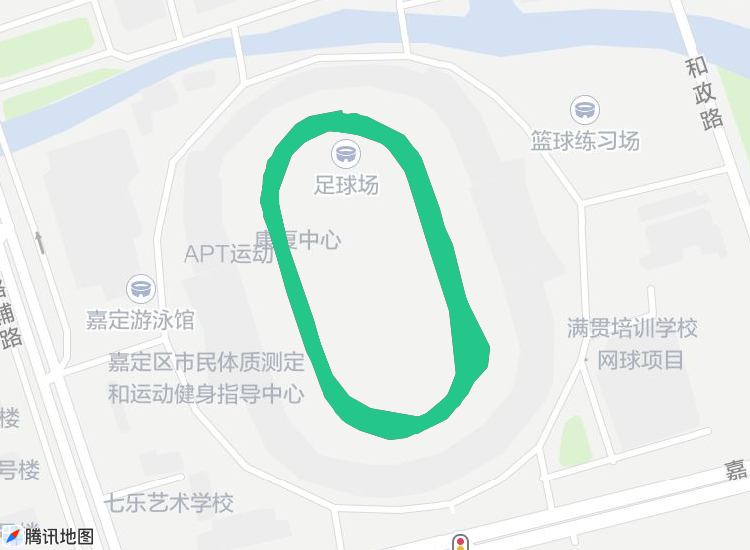 和政路
篮球练习场
足球场
康复中心
APT运动
嘉定游泳馆
满贯培训学校
网球项目
嘉定区市民体质测定
和运动健身指导中心
楼
号楼
七乐艺术学校
嘉
腾讯地图